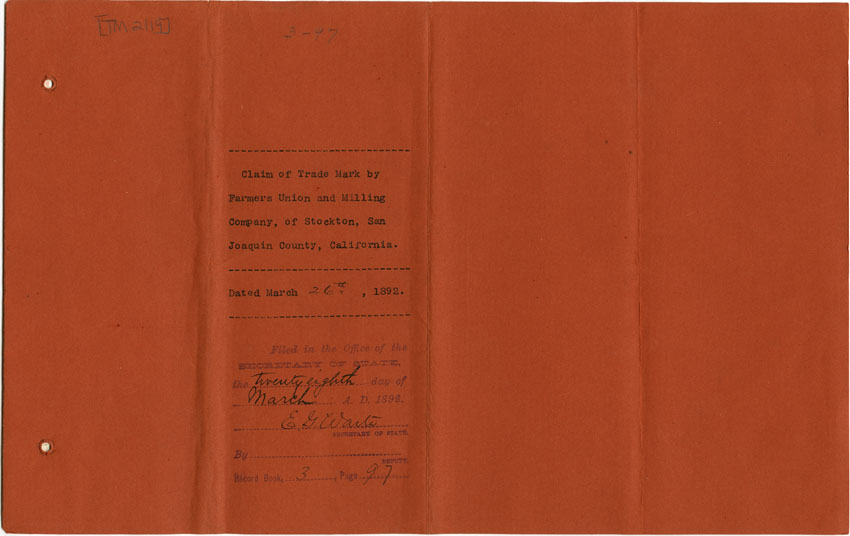 [TM 2119]
3-97
Claim of Trade Mark by
Farmers Union and Milling
Company, of Stockton, San
Joaquin County, California.
Dated March 26th, 1892.
Filed in the Office of the
SECRETARY OF STATE,
the twenty eighth day of
March A. D. 1892.
E. G. Waite
SECRETARY OF STATE.
By
DEPUTY.
Record Book, 3, Page 97